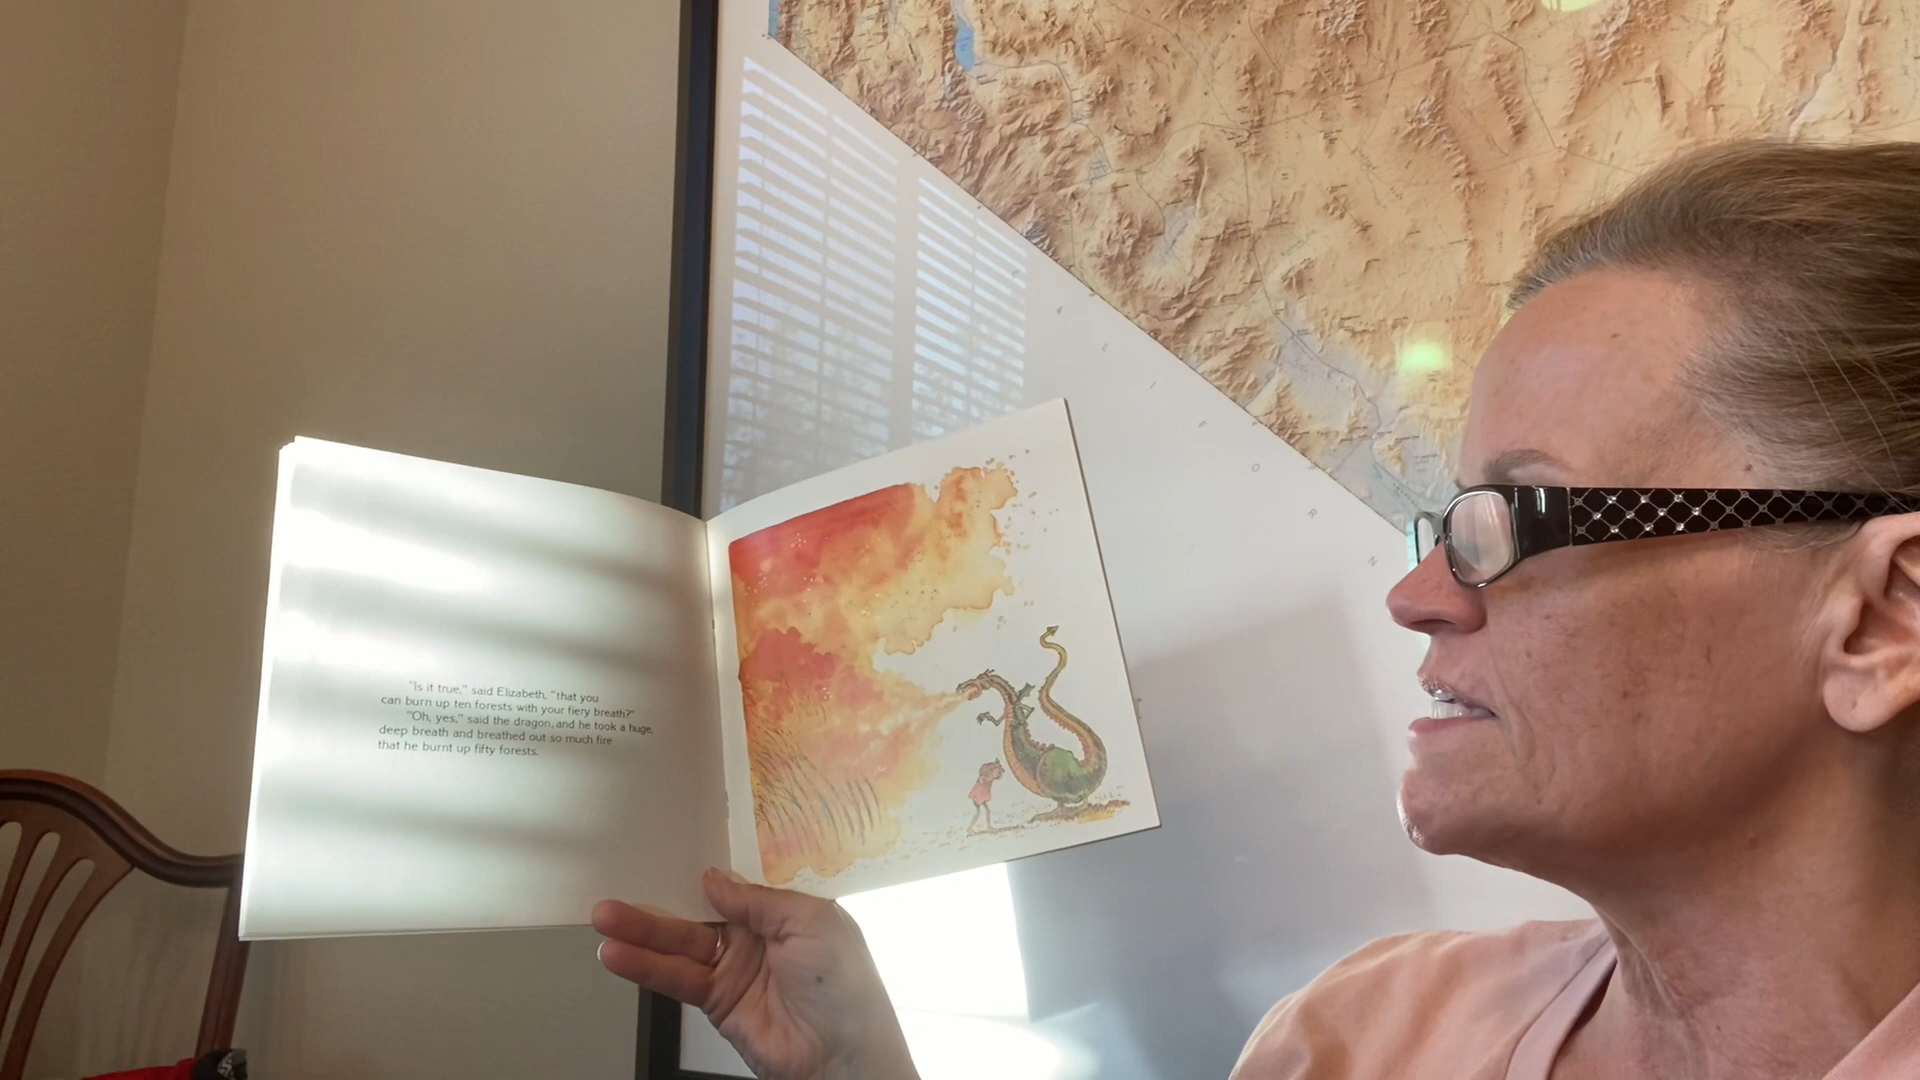 "Is it true," said Elizabeth, "that you
can burn up ten forests with your fiery breath?"
"Oh, yes," said the dragon, and he took a huge,
deep breath and breathed out so much fire
that he burnt up fifty forests.
A L I F O R N